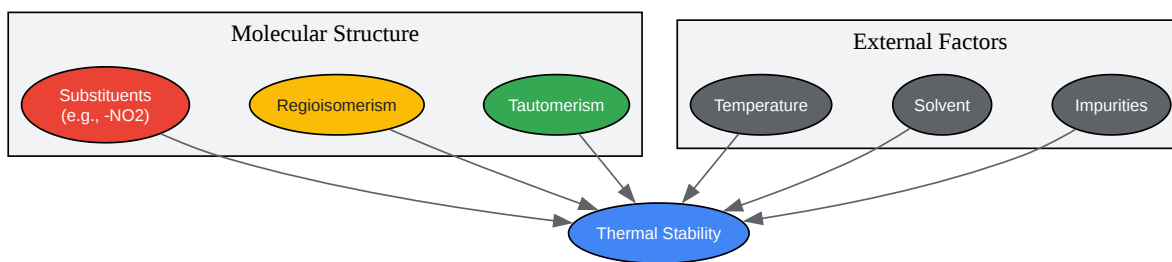 Molecular Structure
External Factors
Substituents
(e.g., -NO2)
Regioisomerism
Tautomerism
Temperature
Solvent
Impurities
Thermal Stability